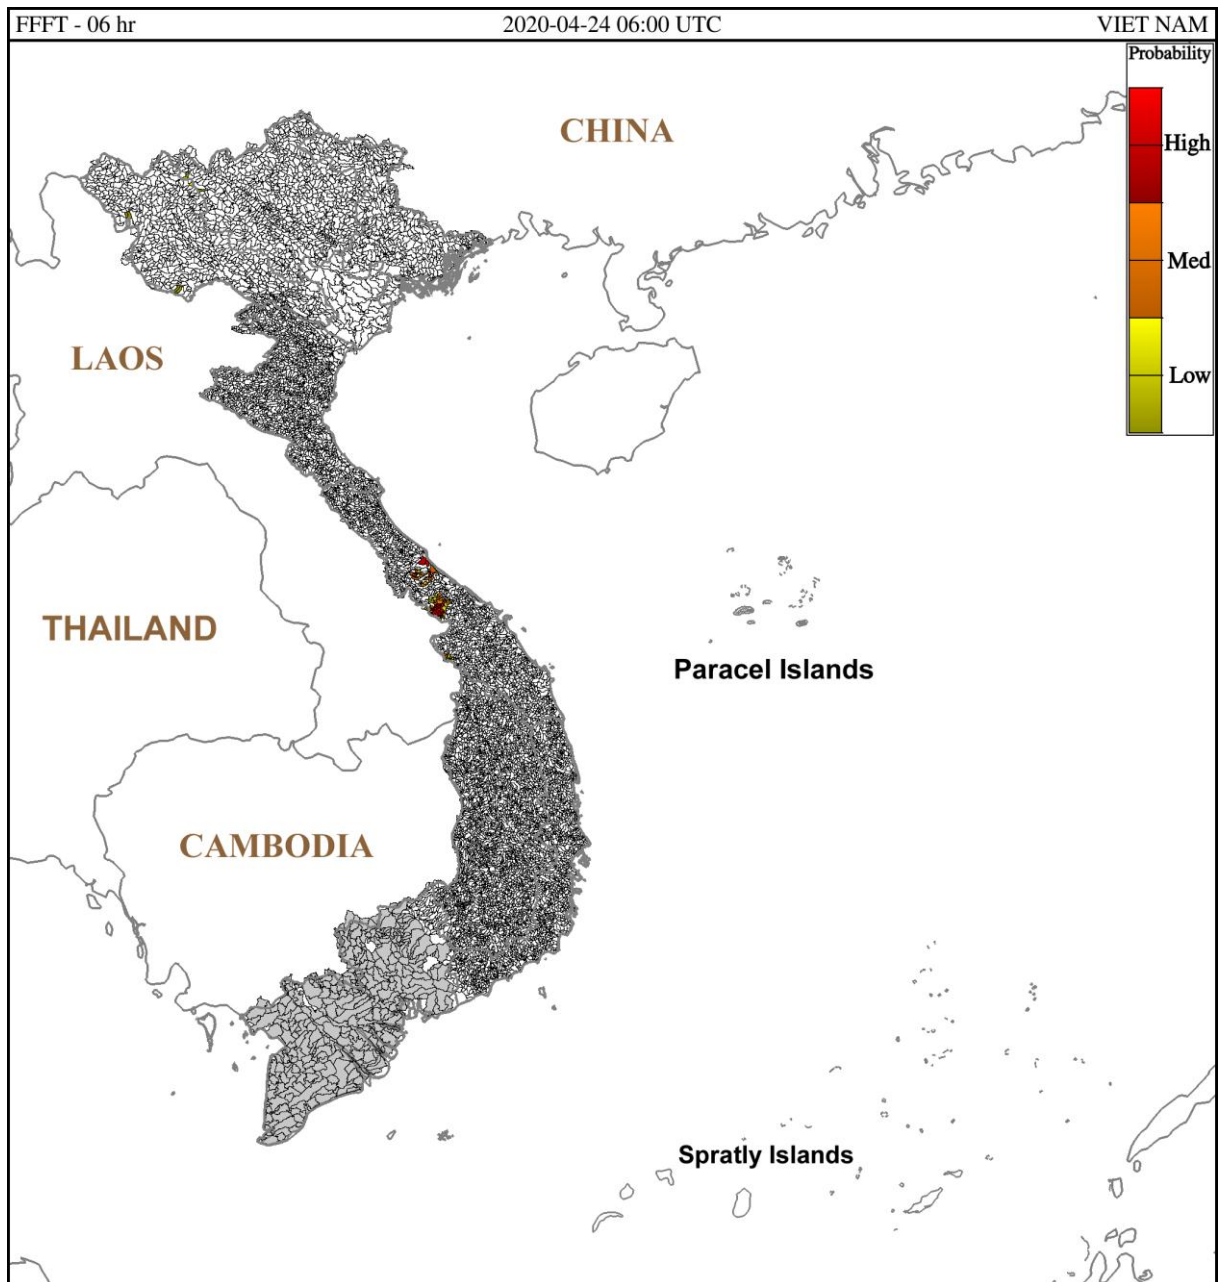 FFFT - 06 hr
2020-04-24 06:00 UTC
VIET NAM
Probability
High
Med
Low
CHINA
LAOS
THAILAND
Paracel Islands
CAMBODIA
Spratly Islands